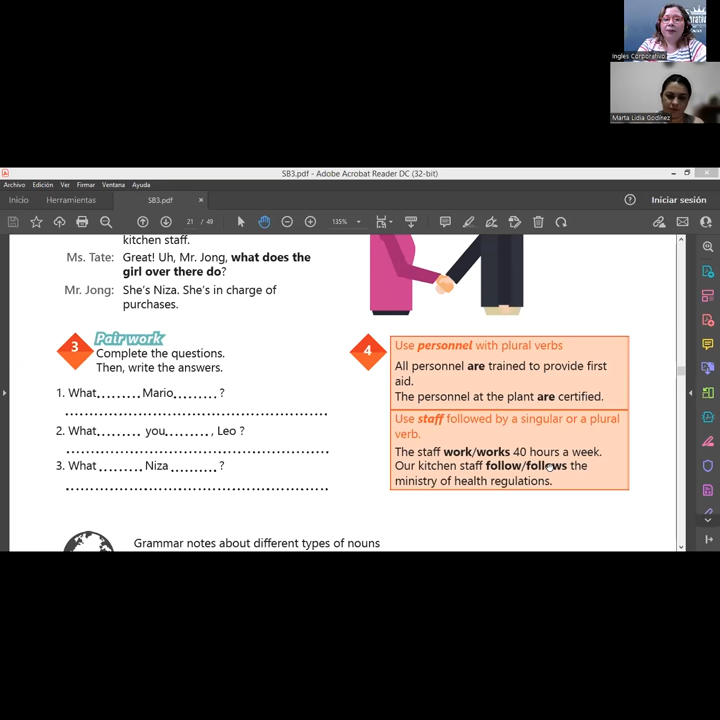 Ingles Corporativo
Marta Lidia Godínez
SB3.pdf - Adobe Acrobat Reader DC (32-bit)
Archivo Edición Ver Firmar Ventana Ayuda
Inicio Herramientas SB3.pdf × Iniciar sesión
21 / 49 135%
kitchen staff.
Ms. Tate: Great! Uh, Mr. Jong, what does the
girl over there do?
Mr. Jong: She's Niza. She's in charge of
purchases.
3 Pair work
Complete the questions.
Then, write the answers.
1. What......... Mario......... ?
2. What......... you........., Leo ?
3. What ......... Niza ......... ?
4
Use personnel with plural verbs
All personnel are trained to provide first
aid.
The personnel at the plant are certified.
Use staff followed by a singular or a plural
verb.
The staff work/works 40 hours a week.
Our kitchen staff follow/follows the
ministry of health regulations.
Grammar notes about different types of nouns